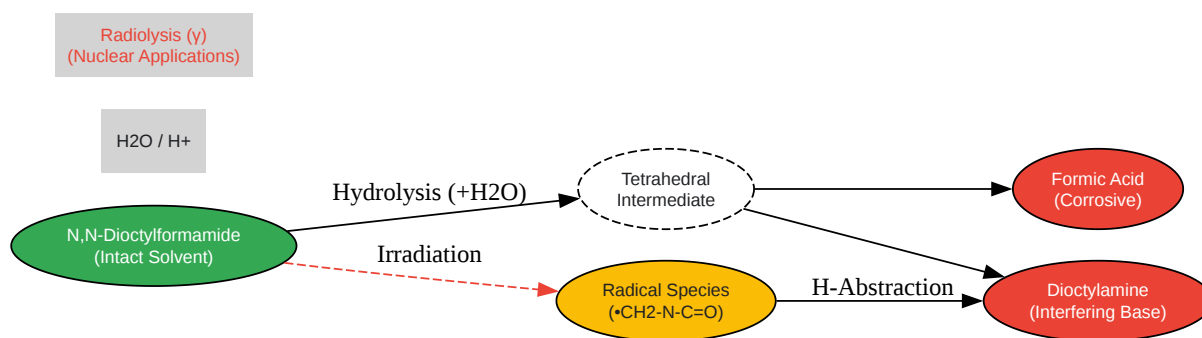 Radiolysis (γ)
(Nuclear Applications)
H2O / H+
N,N-Dioctylformamide
(Intact Solvent)
Hydrolysis (+H2O)
Irradiation
Tetrahedral
Intermediate
Radical Species
(•CH2-N-C=O)
H-Abstraction
Formic Acid
(Corrosive)
Dioctylamine
(Interfering Base)